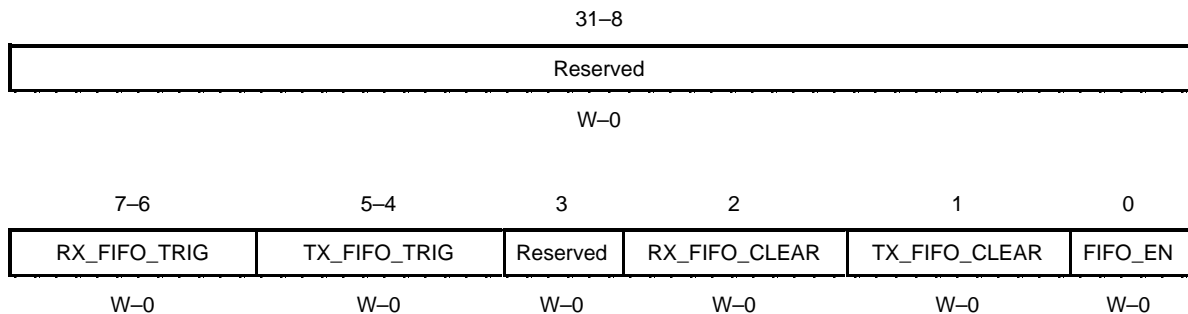 31–8
Reserved
W–0
7–6 5–4 3 2 1 0
RX_FIFO_TRIG TX_FIFO_TRIG Reserved RX_FIFO_CLEAR TX_FIFO_CLEAR FIFO_EN
W–0 W–0 W–0 W–0 W–0 W–0